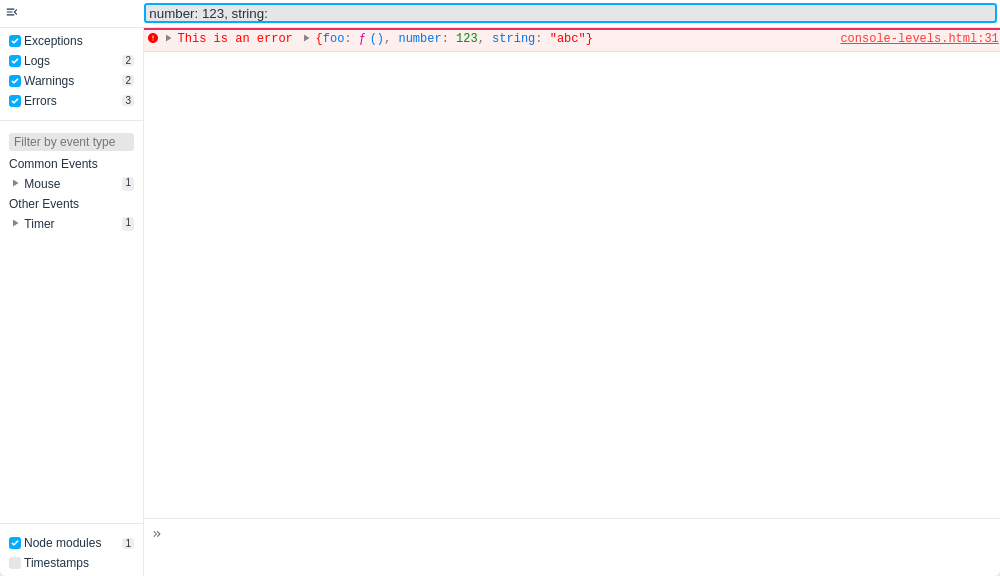 number: 123, string:
Exceptions
Logs 2
Warnings 2
Errors 3
Filter by event type
Common Events
Mouse 1
Other Events
Timer 1
Node modules 1
Timestamps
This is an error {foo: ƒ (), number: 123, string: "abc"} console-levels.html:31
»